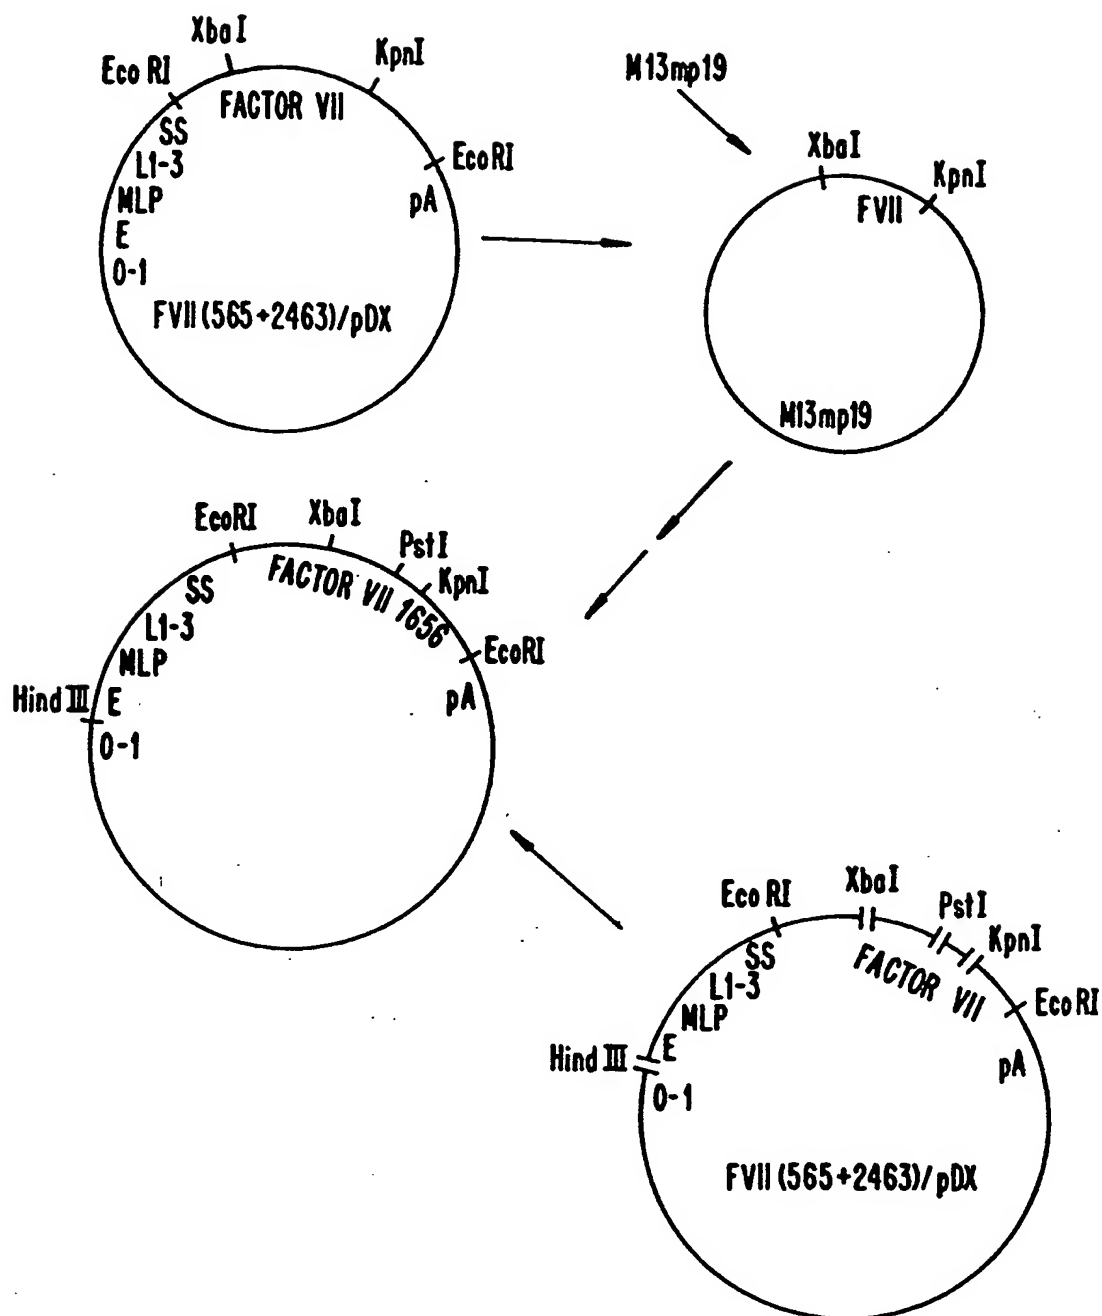 XbaI
EcoRI
KpnI
FACTOR VII
SS
L1-3
MLP
E
0-1
EcoRI
pA
FVII(565+2463)/pDX
M13mp19
XbaI
KpnI
FVII
M13mp19
EcoRI
XbaI
PstI
KpnI
FACTOR VII 1656
SS
L1-3
MLP
Hind III
E
0-1
EcoRI
pA
EcoRI
XbaI
PstI
KpnI
FACTOR VII
SS
L1-3
MLP
Hind III
E
0-1
EcoRI
pA
FVII(565+2463)/pDX